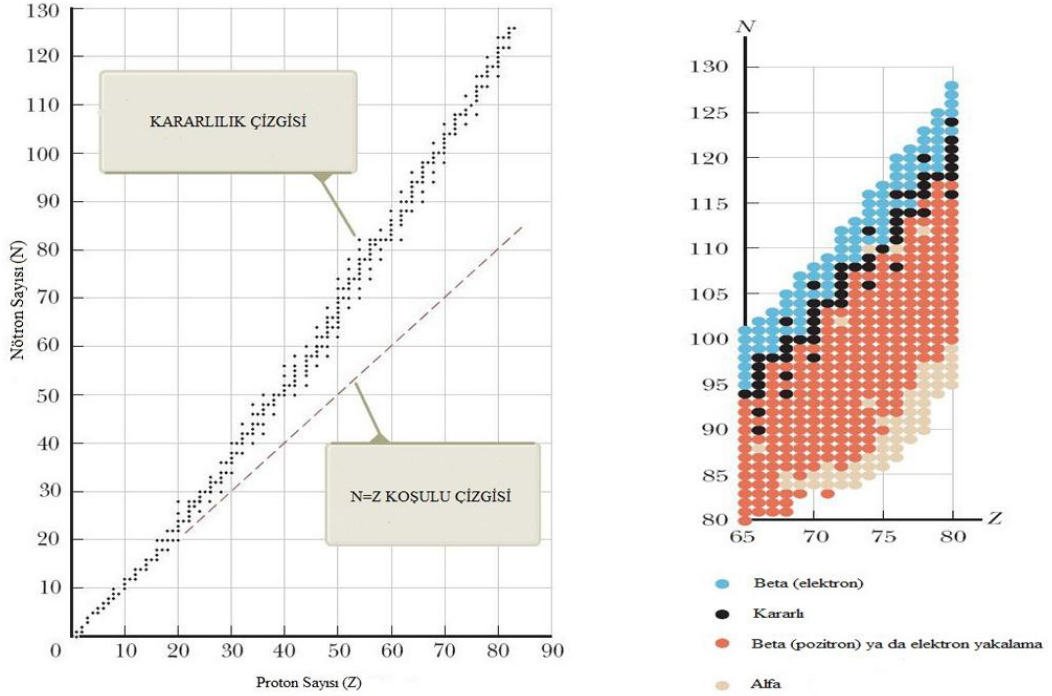 130
120
110
100
90
80
70
60
50
40
30
20
10
0
Nötron Sayısı (N)
KARARLILIK ÇİZGİSİ
N=Z KOŞULU ÇİZGİSİ
10 20 30 40 50 60 70 80 90
Proton Sayısı (Z)
N
130
125
120
115
110
105
100
95
90
85
80
65 70 75 80
Z
Beta (elektron)
Kararlı
Beta (pozitron) ya da elektron yakalama
Alfa